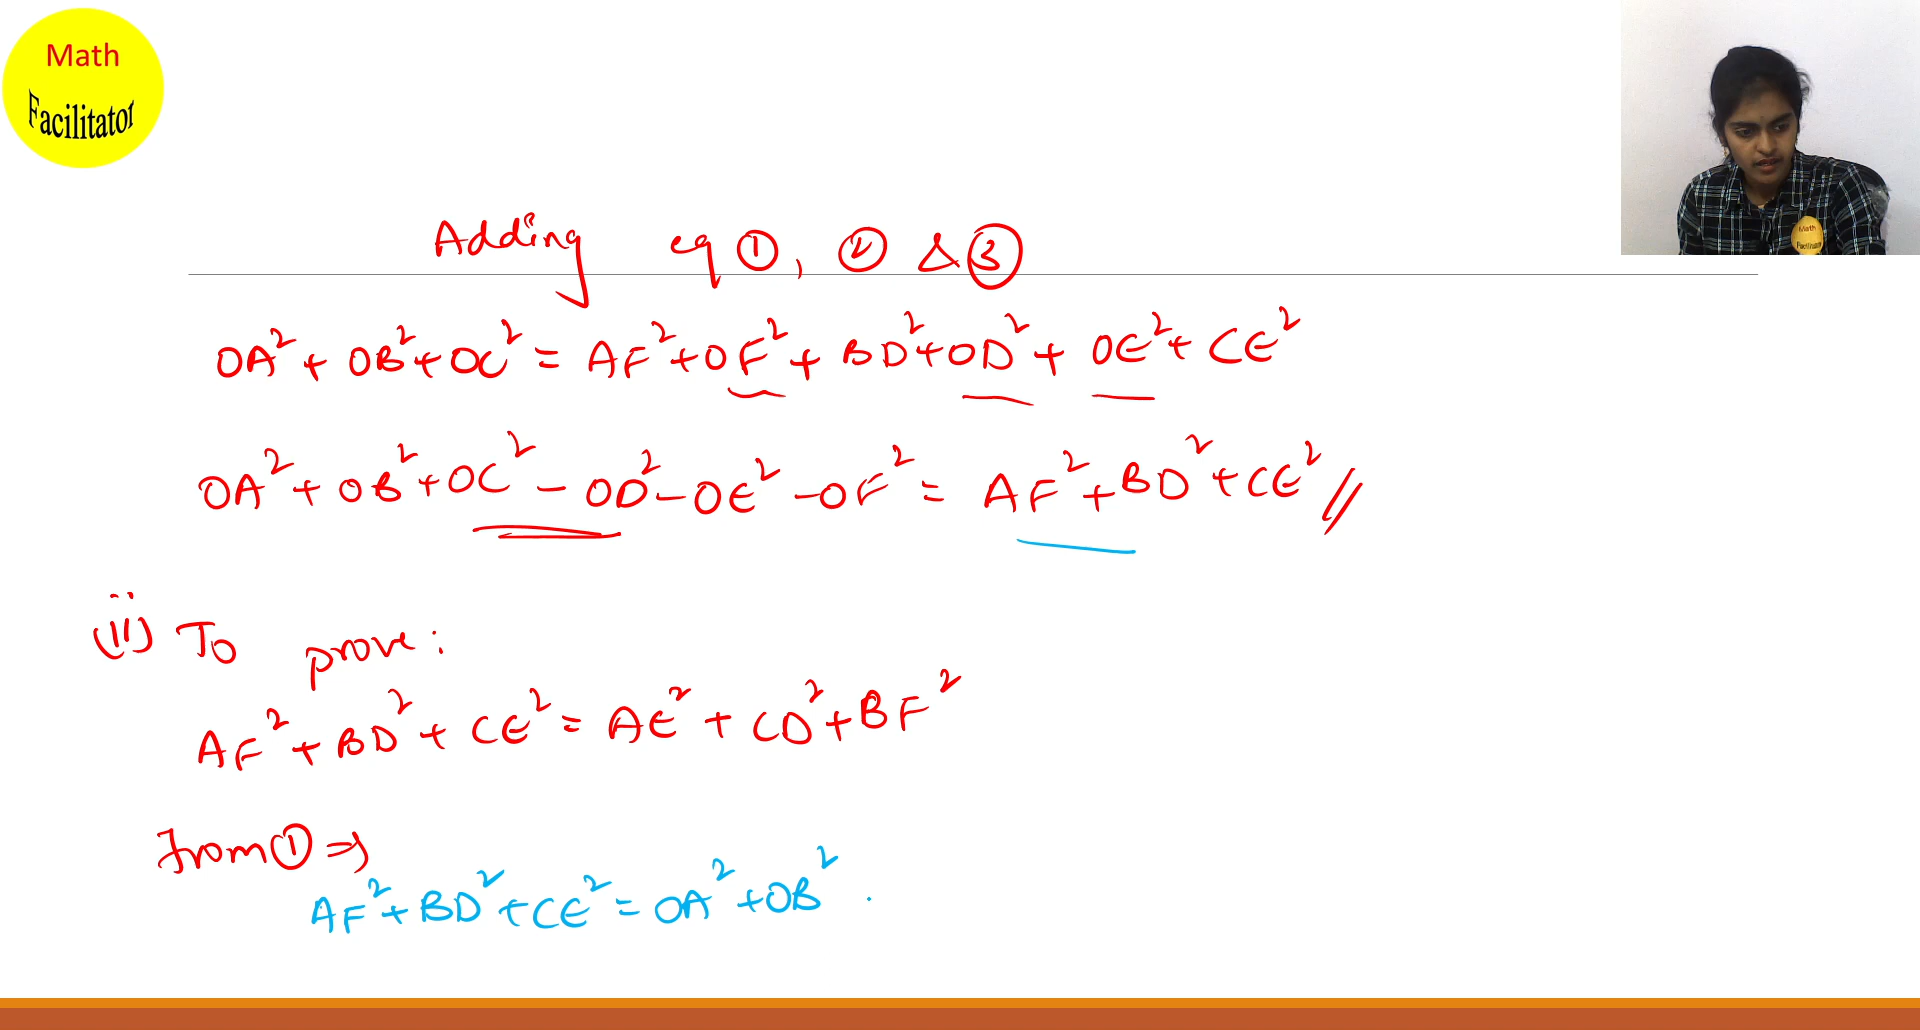 Math
Facilitator
Adding eq ①, ② & ③
OA² + OB² + OC² = AF² + OF² + BD² + OD² + OE² + CE²
OA² + OB² + OC² - OD² - OE² - OF² = AF² + BD² + CE² //
(ii) To prove:
AF² + BD² + CE² = AE² + CD² + BF²
From ① ⇒
AF² + BD² + CE² = OA² + OB²
Math
Facilitator